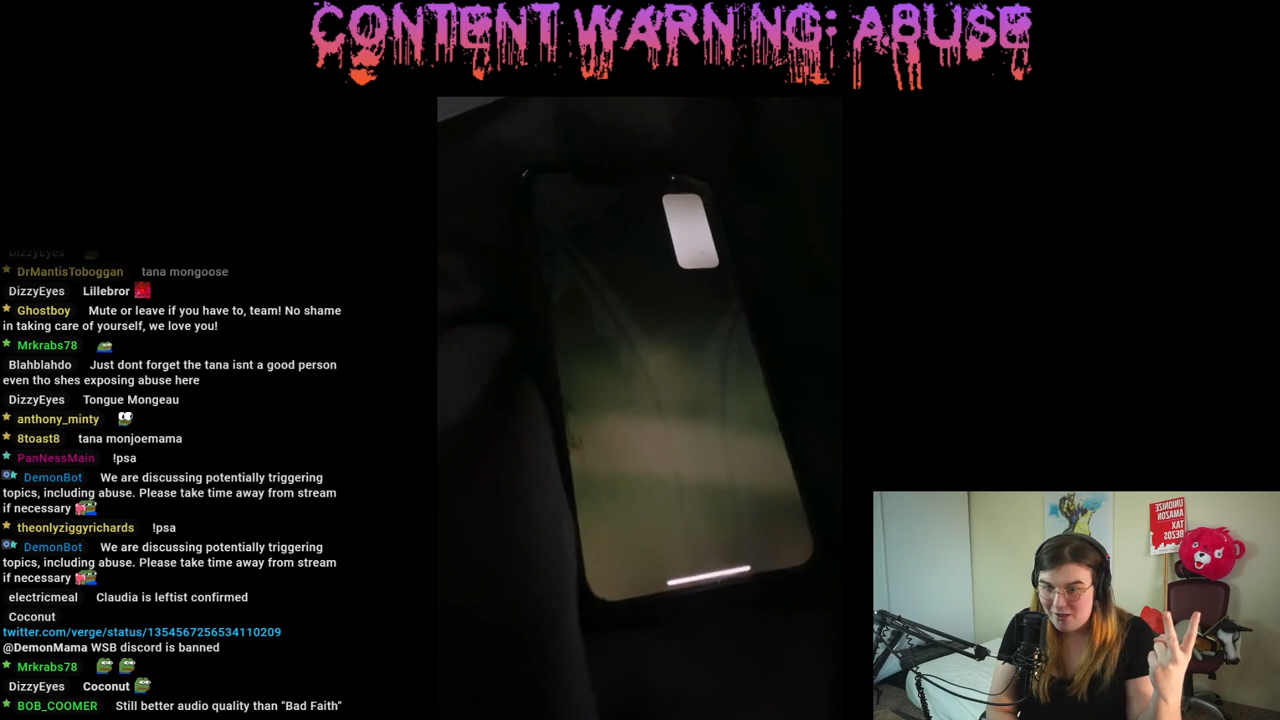 CONTENT WARNING: ABUSE
DizzyEyes
DrMantisToboggan tana mongoose
DizzyEyes Lillebror
Ghostboy Mute or leave if you have to, team! No shame
in taking care of yourself, we love you!
Mrkrabs78
Blahblahdo Just dont forget the tana isnt a good person
even tho shes exposing abuse here
DizzyEyes Tongue Mongeau
anthony_minty
8toast8 tana monjoemama
PanNessMain !psa
DemonBot We are discussing potentially triggering
topics, including abuse. Please take time away from stream
if necessary
theonlyziggyrichards !psa
DemonBot We are discussing potentially triggering
topics, including abuse. Please take time away from stream
if necessary
electricmeal Claudia is leftist confirmed
Coconut
twitter.com/verge/status/1354567256534110209
@DemonMama WSB discord is banned
Mrkrabs78
DizzyEyes Coconut
BOB_COOMER Still better audio quality than "Bad Faith"
UNIONIZE
AMAZON
TAX
BEZOS